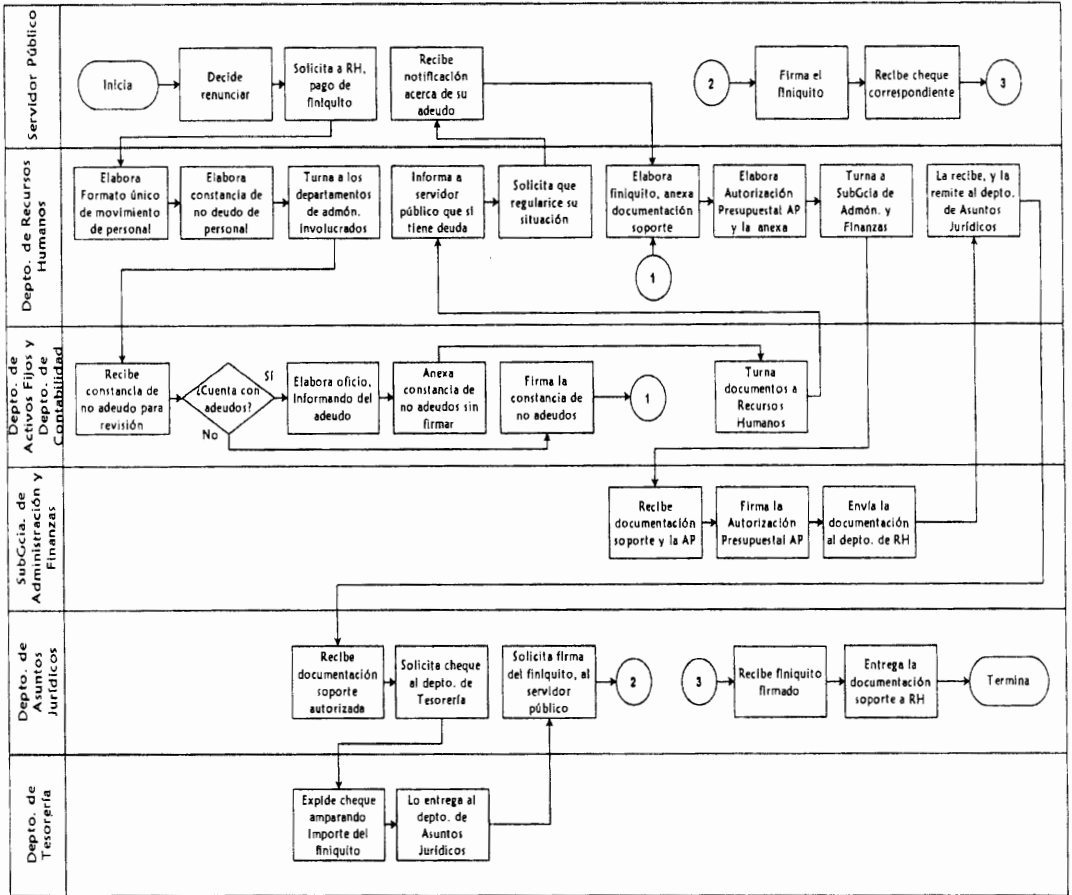 Servidor Público
Inicia
Decide
renunciar
Solicita a RH,
pago de
finiquito
Recibe
notificación
acerca de su
adeudo
2
Firma el
finiquito
Recibe cheque
correspondiente
3
Depto. de Recursos
Humanos
Elabora
Formato único
de movimiento
de personal
Elabora
constancia de
no deudo de
personal
Turna a los
departamentos
de admón.
Involucrados
Informa a
servidor
público que si
tiene deuda
Solicita que
regularice su
situación
Elabora
finiquito, anexa
documentación
soporte
Elabora
Autorización
Presupuestal AP
y la anexa
Turna a
SubGcia de
Admón. y
Finanzas
La recibe, y la
remite al depto.
de Asuntos
Jurídicos
1
Depto. de
Activos Fijos y
Depto. de
Contabilidad
Recibe
constancia de
no adeudo para
revisión
¿Cuenta con
adeudos?
Sí
No
Elabora oficio,
Informando del
adeudo
Anexa
constancia de
no adeudos sin
firmar
Firma la
constancia de
no adeudos
1
Turna
documentos a
Recursos
Humanos
SubGcia. de
Administración y
Finanzas
Recibe
documentación
soporte y la AP
Firma la
Autorización
Presupuestal AP
Envía la
documentación
al depto. de RH
Depto. de
Asuntos
Jurídicos
Recibe
documentación
soporte
autorizada
Solicita cheque
al depto. de
Tesorería
Solicita firma
del finiquito, al
servidor
público
2
3
Recibe finiquito
firmado
Entrega la
documentación
soporte a RH
Termina
Depto. de
Tesorería
Expide cheque
amparando
Importe del
finiquito
Lo entrega al
depto. de
Asuntos
Jurídicos